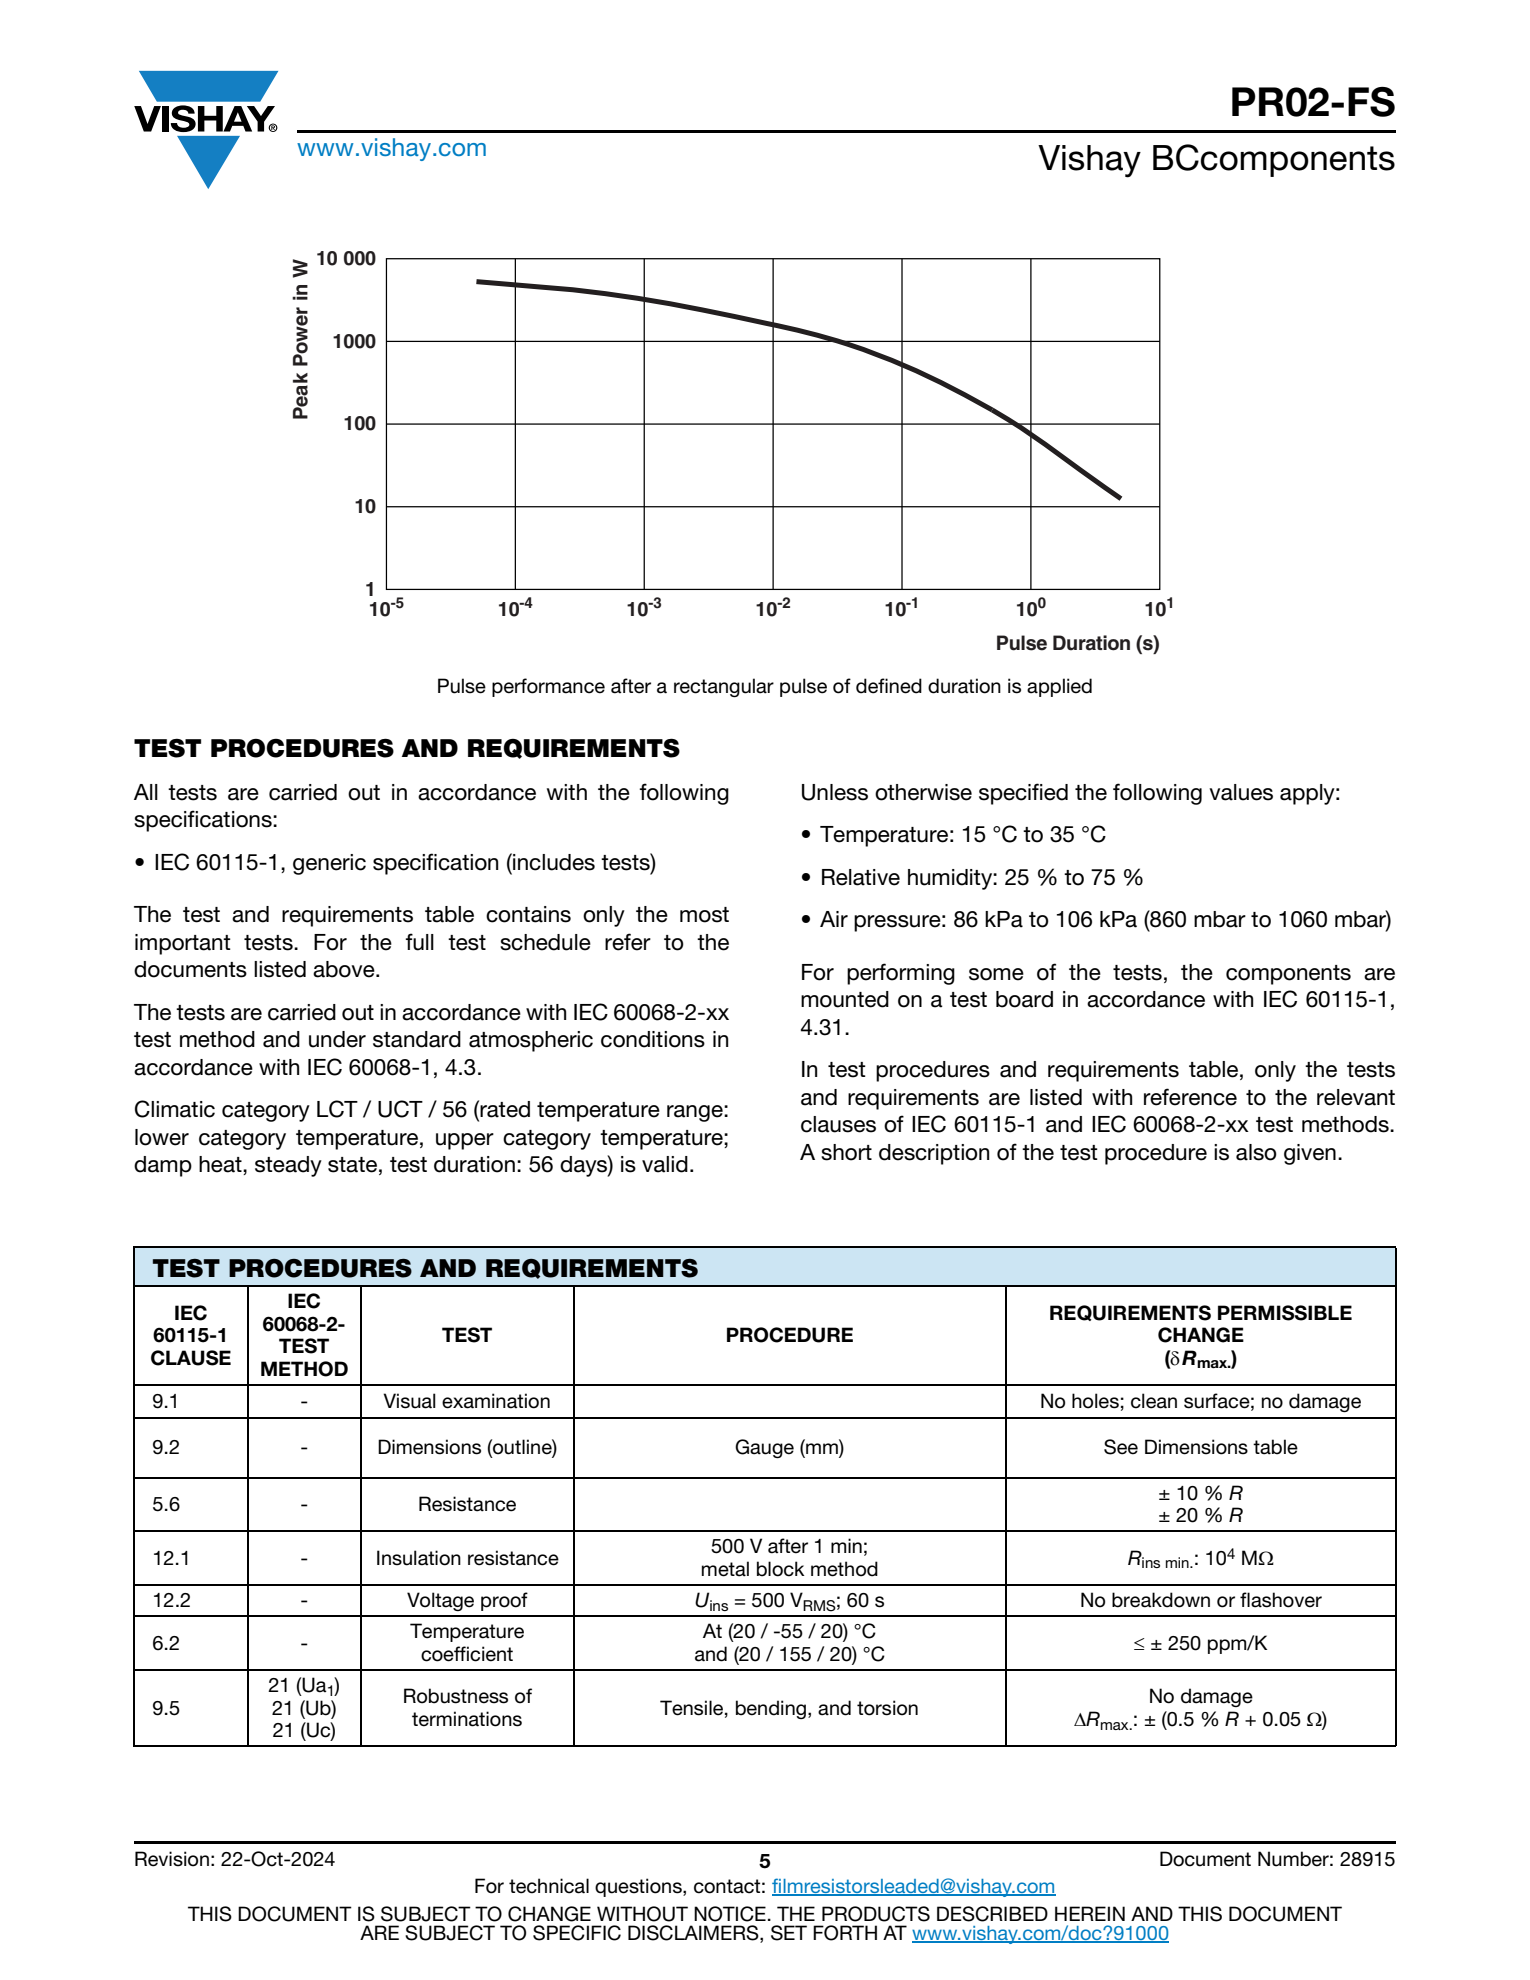 VISHAY®
www.vishay.com
PR02-FS
Vishay BCcomponents
Peak Power in W
10 000
1000
100
10
1
10-5
10-4
10-3
10-2
10-1
100
101
Pulse Duration (s)
Pulse performance after a rectangular pulse of defined duration is applied
TEST PROCEDURES AND REQUIREMENTS
All tests are carried out in accordance with the following
specifications:
• IEC 60115-1, generic specification (includes tests)
The test and requirements table contains only the most
important tests. For the full test schedule refer to the
documents listed above.
The tests are carried out in accordance with IEC 60068-2-xx
test method and under standard atmospheric conditions in
accordance with IEC 60068-1, 4.3.
Climatic category LCT / UCT / 56 (rated temperature range:
lower category temperature, upper category temperature;
damp heat, steady state, test duration: 56 days) is valid.
Unless otherwise specified the following values apply:
• Temperature: 15 °C to 35 °C
• Relative humidity: 25 % to 75 %
• Air pressure: 86 kPa to 106 kPa (860 mbar to 1060 mbar)
For performing some of the tests, the components are
mounted on a test board in accordance with IEC 60115-1,
4.31.
In test procedures and requirements table, only the tests
and requirements are listed with reference to the relevant
clauses of IEC 60115-1 and IEC 60068-2-xx test methods.
A short description of the test procedure is also given.
TEST PROCEDURES AND REQUIREMENTS
IEC
60115-1
CLAUSE
IEC
60068-2-
TEST
METHOD
TEST
PROCEDURE
REQUIREMENTS PERMISSIBLE
CHANGE
(δRmax.)
9.1
-
Visual examination
No holes; clean surface; no damage
9.2
-
Dimensions (outline)
Gauge (mm)
See Dimensions table
5.6
-
Resistance
± 10 % R
± 20 % R
12.1
-
Insulation resistance
500 V after 1 min;
metal block method
Rins min.: 10⁴ MΩ
12.2
-
Voltage proof
Uins = 500 VRMS; 60 s
No breakdown or flashover
6.2
-
Temperature
coefficient
At (20 / -55 / 20) °C
and (20 / 155 / 20) °C
≤ ± 250 ppm/K
9.5
21 (Ua1)
21 (Ub)
21 (Uc)
Robustness of
terminations
Tensile, bending, and torsion
No damage
ΔRmax.: ± (0.5 % R + 0.05 Ω)
Revision: 22-Oct-2024
5
Document Number: 28915
For technical questions, contact: filmresistorsleaded@vishay.com
THIS DOCUMENT IS SUBJECT TO CHANGE WITHOUT NOTICE. THE PRODUCTS DESCRIBED HEREIN AND THIS DOCUMENT
ARE SUBJECT TO SPECIFIC DISCLAIMERS, SET FORTH AT www.vishay.com/doc?91000